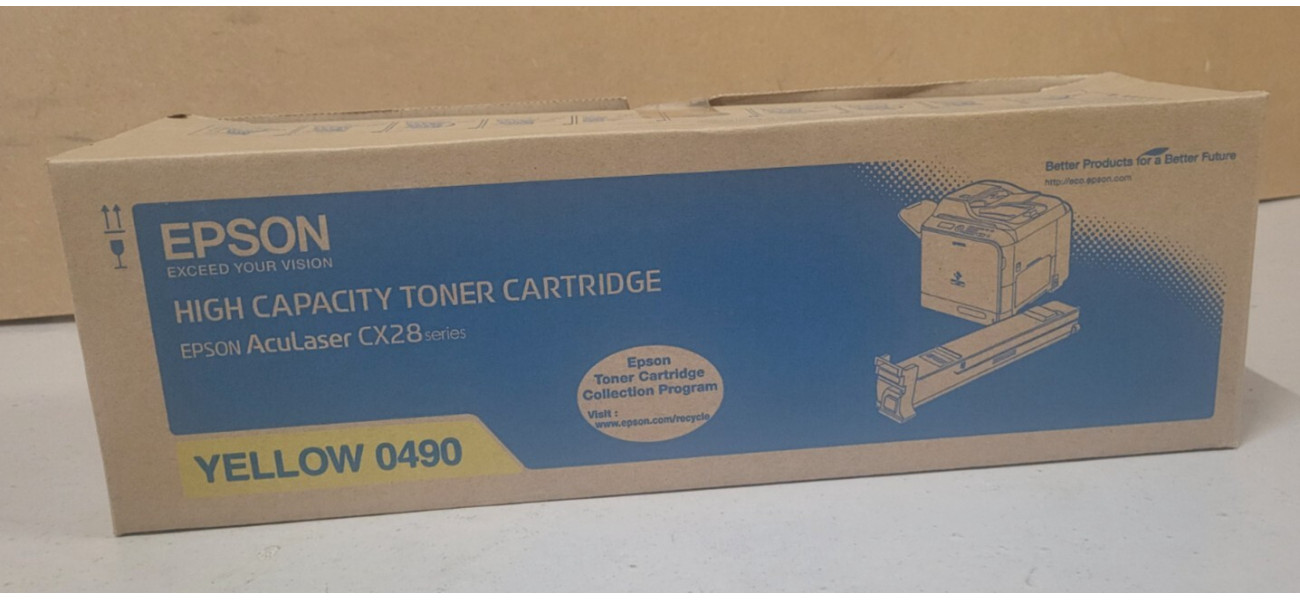 Better Products for a Better Future
http://eco.epson.com
EPSON
EXCEED YOUR VISION
HIGH CAPACITY TONER CARTRIDGE
EPSON AcuLaser CX28 series
Epson
Toner Cartridge
Collection Program
Visit :
www.epson.com/recycle
YELLOW 0490